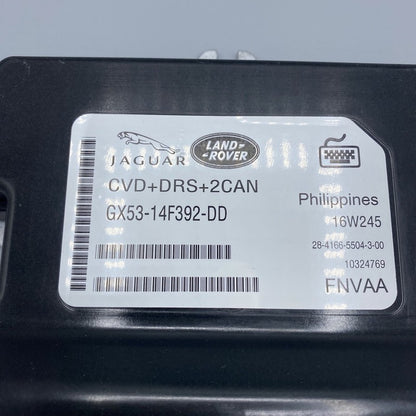 JAGUAR
LAND-
-ROVER
CVD+DRS+2CAN
GX53-14F392-DD
Philippines
16W245
28-4166-5504-3-00
10324769
FNVAA